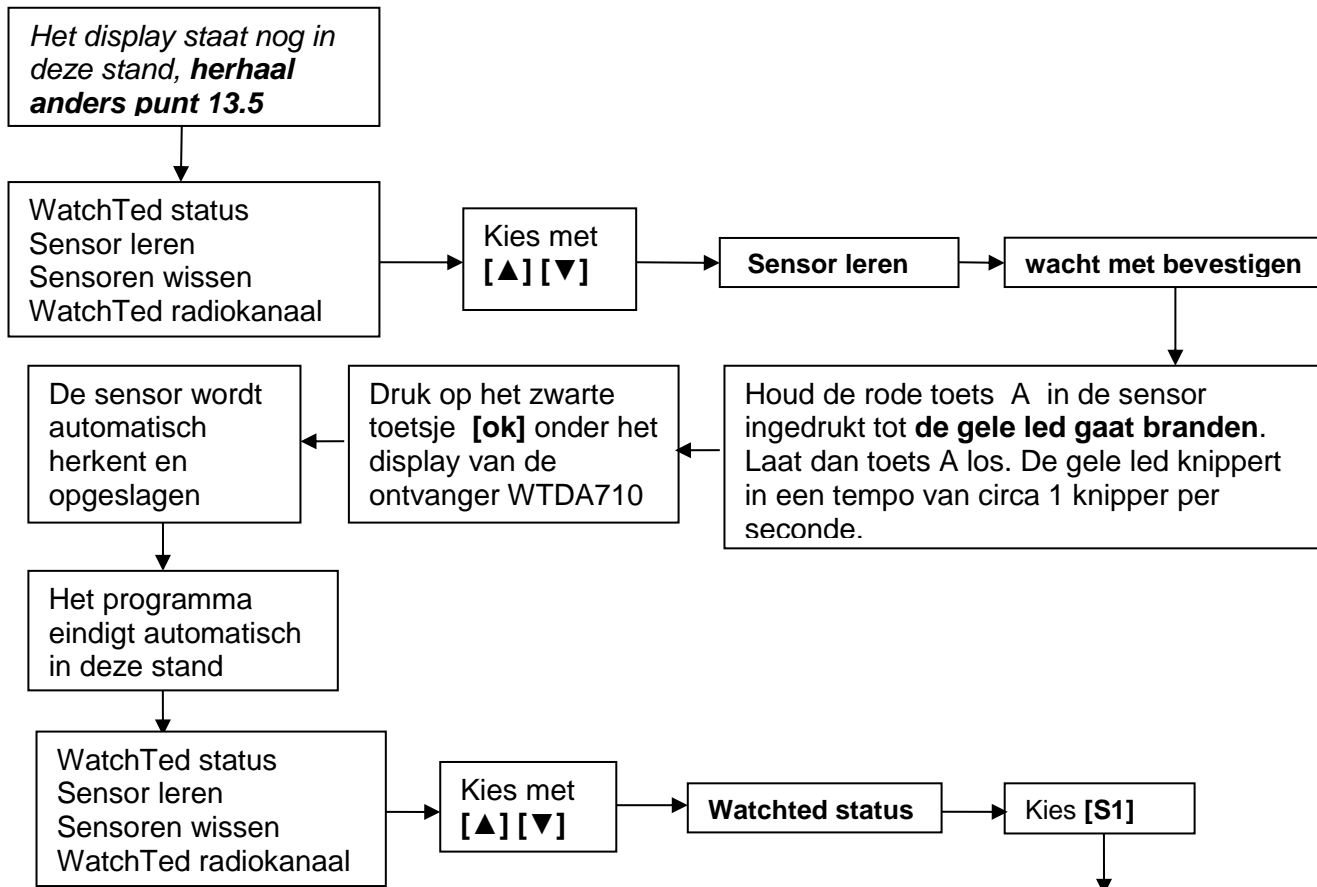 Het display staat nog in
deze stand, herhaal
anders punt 13.5
WatchTed status
Sensor leren
Sensoren wissen
WatchTed radiokanaal
Kies met
[▲] [▼]
Sensor leren
wacht met bevestigen
Houd de rode toets A in de sensor
ingedrukt tot de gele led gaat branden.
Laat dan toets A los. De gele led knippert
in een tempo van circa 1 knipper per
seconde.
Druk op het zwarte
toetsje [ok] onder het
display van de
ontvanger WTDA710
De sensor wordt
automatisch
herkent en
opgeslagen
Het programma
eindigt automatisch
in deze stand
WatchTed status
Sensor leren
Sensoren wissen
WatchTed radiokanaal
Kies met
[▲] [▼]
Watchted status
Kies [S1]